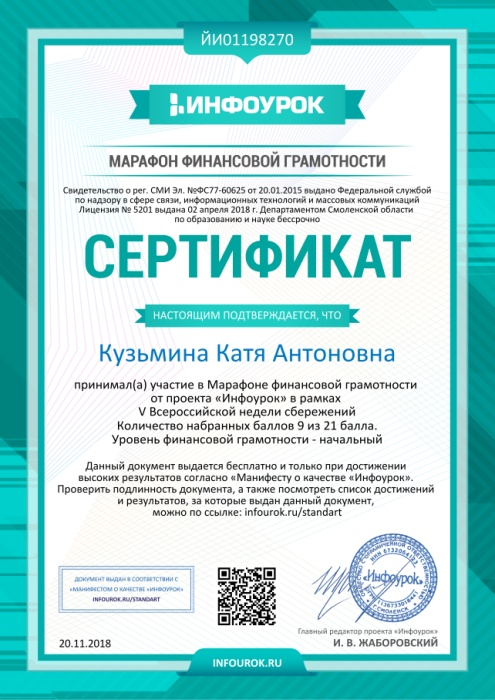 ЙИ01198270
ИНФОУРОК
МАРАФОН ФИНАНСОВОЙ ГРАМОТНОСТИ
Свидетельство о рег. СМИ Эл. №ФС77-60625 от 20.01.2015 выдано Федеральной службой
по надзору в сфере связи, информационных технологий и массовых коммуникаций
Лицензия № 5201 выдана 02 апреля 2018 г. Департаментом Смоленской области
по образованию и науке бессрочно
СЕРТИФИКАТ
НАСТОЯЩИМ ПОДТВЕРЖДАЕТСЯ, ЧТО
Кузьмина Катя Антоновна
принимал(а) участие в Марафоне финансовой грамотности
от проекта «Инфоурок» в рамках
V Всероссийской недели сбережений
Количество набранных баллов 9 из 21 балла.
Уровень финансовой грамотности - начальный
Данный документ выдается бесплатно и только при достижении
высоких результатов согласно «Манифесту о качестве «Инфоурок».
Проверить подлинность документа, а также посмотреть список достижений
и результатов, за которые выдан данный документ,
можно по ссылке: infourok.ru/standart
ДОКУМЕНТ ВЫДАН В СООТВЕТСТВИИ С
«МАНИФЕСТОМ О КАЧЕСТВЕ «ИНФОУРОК»
INFOUROK.RU/STANDART
«Инфоурок»
Г. СМОЛЕНСК
20.11.2018
Главный редактор проекта «Инфоурок»
И. В. ЖАБОРОВСКИЙ
INFOUROK.RU